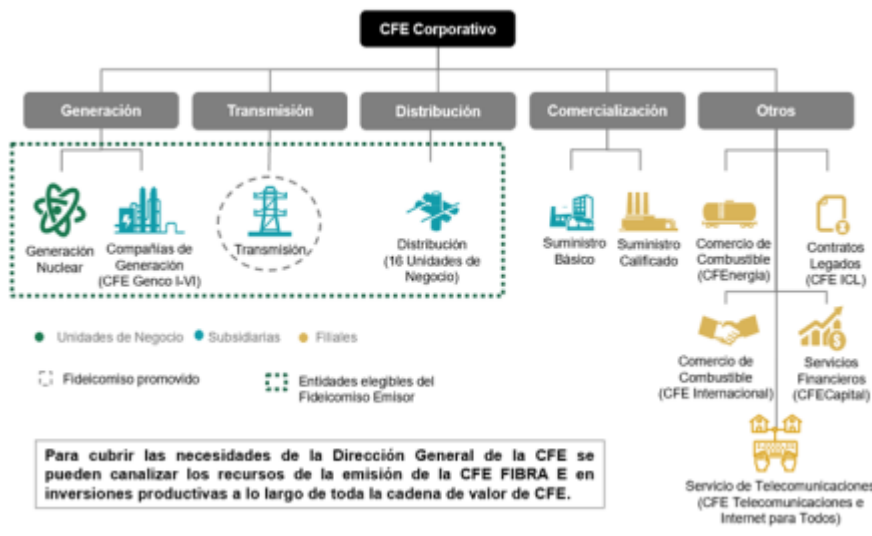 CFE Corporativo
Generación
Transmisión
Distribución
Comercialización
Otros
Generación
Nuclear
Compañías de
Generación
(CFE Genco I-VI)
Transmisión
Distribución
(16 Unidades de
Negocio)
Suministro
Básico
Suministro
Calificado
Comercio de
Combustible
(CFEnergía)
Contratos
Legados
(CFE ICL)
Unidades de Negocio
Subsidiarias
Filiales
Comercio de
Combustible
(CFE Internacional)
Servicios
Financieros
(CFECapital)
Fideicomiso promovido
Entidades elegibles del
Fideicomiso Emisor
Para cubrir las necesidades de la Dirección General de la CFE se
pueden canalizar los recursos de la emisión de la CFE FIBRA E en
inversiones productivas a lo largo de toda la cadena de valor de CFE.
Servicio de Telecomunicaciones
(CFE Telecomunicaciones e
Internet para Todos)